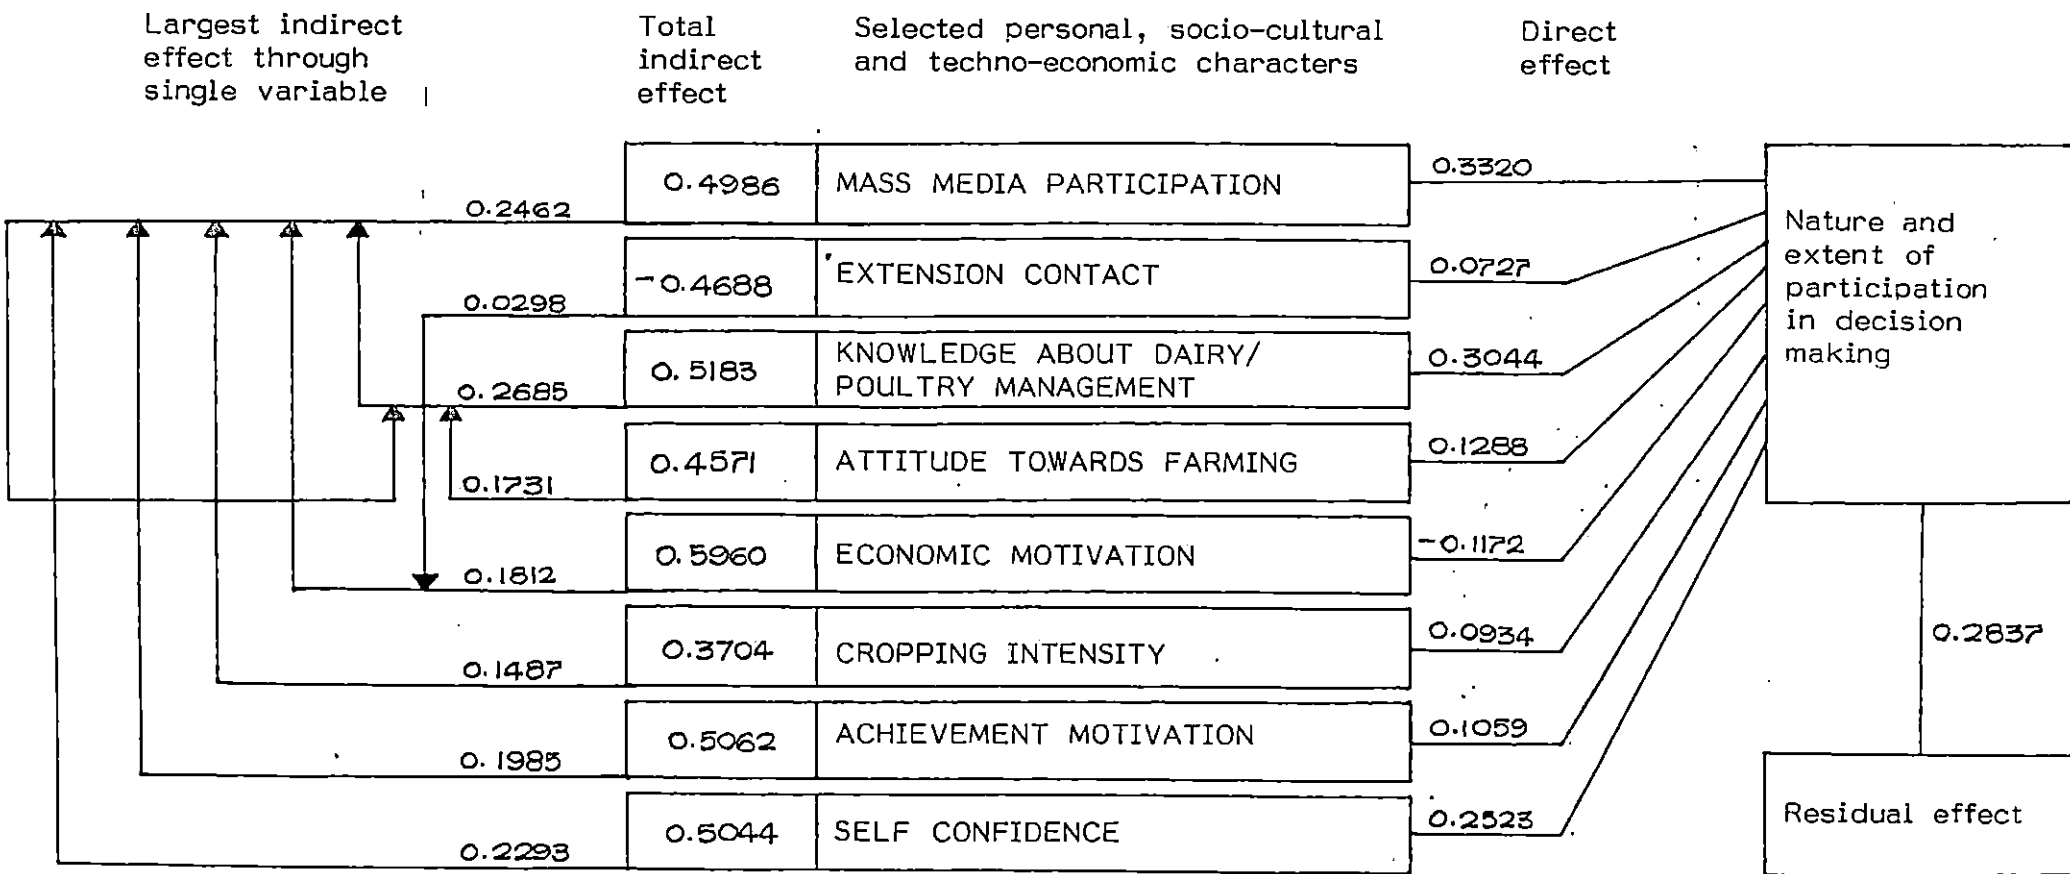 Largest indirect
effect through
single variable
Total
indirect
effect
Selected personal, socio-cultural
and techno-economic characters
Direct
effect
0.2462
0.4986
MASS MEDIA PARTICIPATION
0.3320
0.0298
-0.4688
EXTENSION CONTACT
0.0727
0.2685
0.5183
KNOWLEDGE ABOUT DAIRY/
POULTRY MANAGEMENT
0.3044
0.1731
0.4571
ATTITUDE TOWARDS FARMING
0.1288
0.1812
0.5960
ECONOMIC MOTIVATION
-0.1172
0.1487
0.3704
CROPPING INTENSITY
0.0934
0.1985
0.5062
ACHIEVEMENT MOTIVATION
0.1059
0.2293
0.5044
SELF CONFIDENCE
0.2523
Nature and
extent of
participation
in decision
making
0.2837
Residual effect